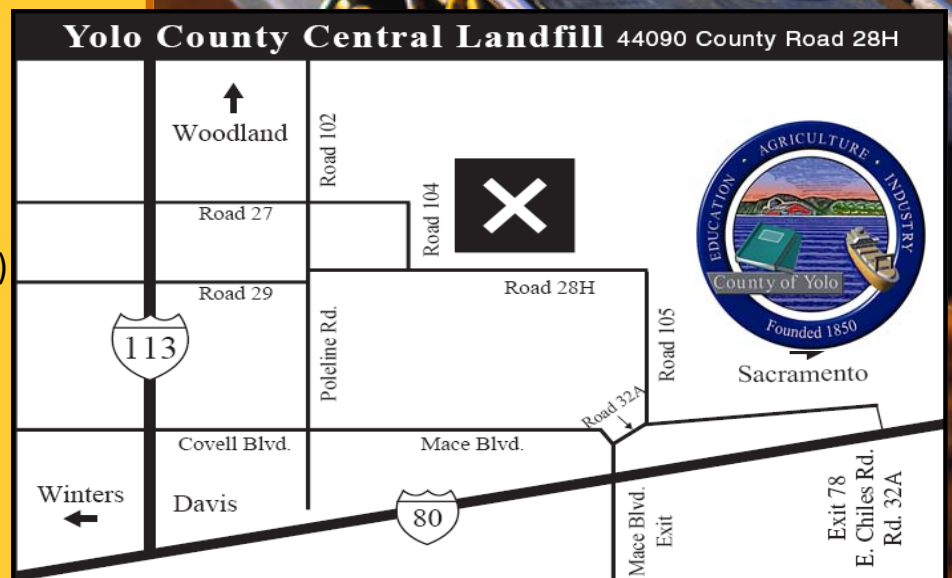 Yolo County Central Landfill 44090 County Road 28H
Woodland
Road 102
Road 27
Road 104
Road 29
Road 28H
113
Poleline Rd.
Road 105
EDUCATION • AGRICULTURE • INDUSTRY
County of Yolo
Founded 1850
Sacramento
Road 32A
Covell Blvd.
Mace Blvd.
Winters
Davis
80
Mace Blvd.
Exit
Exit 78
E. Chiles Rd.
Rd. 32A
)